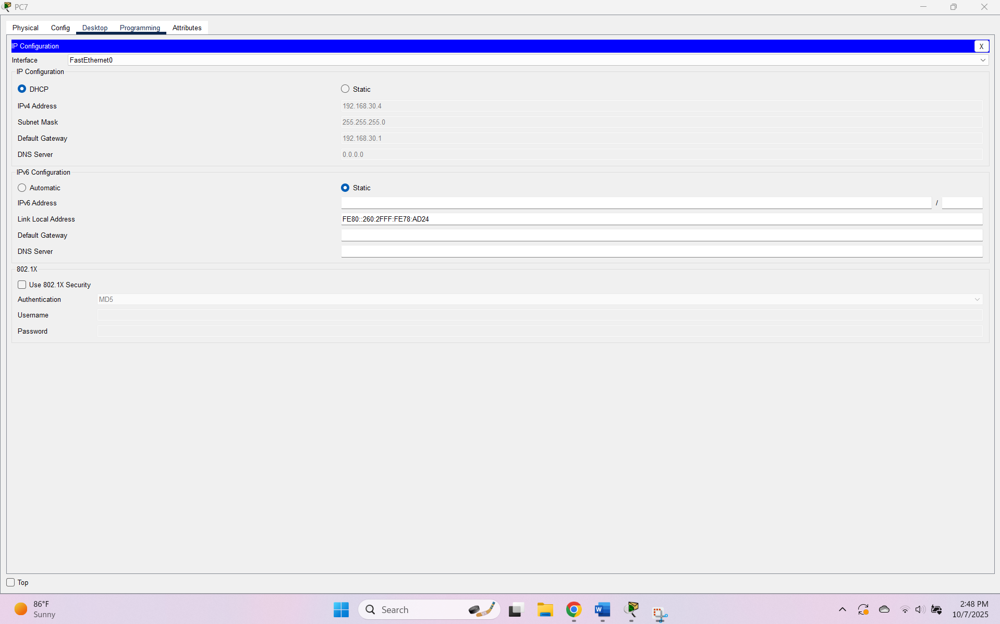 PC7
Physical Config Desktop Programming Attributes
IP Configuration X
Interface FastEthernet0
IP Configuration
DHCP Static
IPv4 Address 192.168.30.4
Subnet Mask 255.255.255.0
Default Gateway 192.168.30.1
DNS Server 0.0.0.0
IPv6 Configuration
Automatic Static
IPv6 Address /
Link Local Address FE80::260:2FFF:FE78:AD24
Default Gateway
DNS Server
802.1X
Use 802.1X Security
Authentication MD5
Username
Password
Top
86°F
Sunny
Search
2:48 PM
10/7/2025